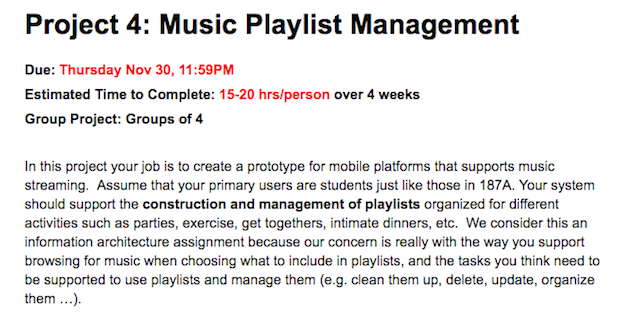 Project 4: Music Playlist Management
Due: Thursday Nov 30, 11:59PM
Estimated Time to Complete: 15-20 hrs/person over 4 weeks
Group Project: Groups of 4
In this project your job is to create a prototype for mobile platforms that supports music
streaming.  Assume that your primary users are students just like those in 187A. Your system
should support the construction and management of playlists organized for different
activities such as parties, exercise, get togethers, intimate dinners, etc.  We consider this an
information architecture assignment because our concern is really with the way you support
browsing for music when choosing what to include in playlists, and the tasks you think need to
be supported to use playlists and manage them (e.g. clean them up, delete, update, organize
them …).